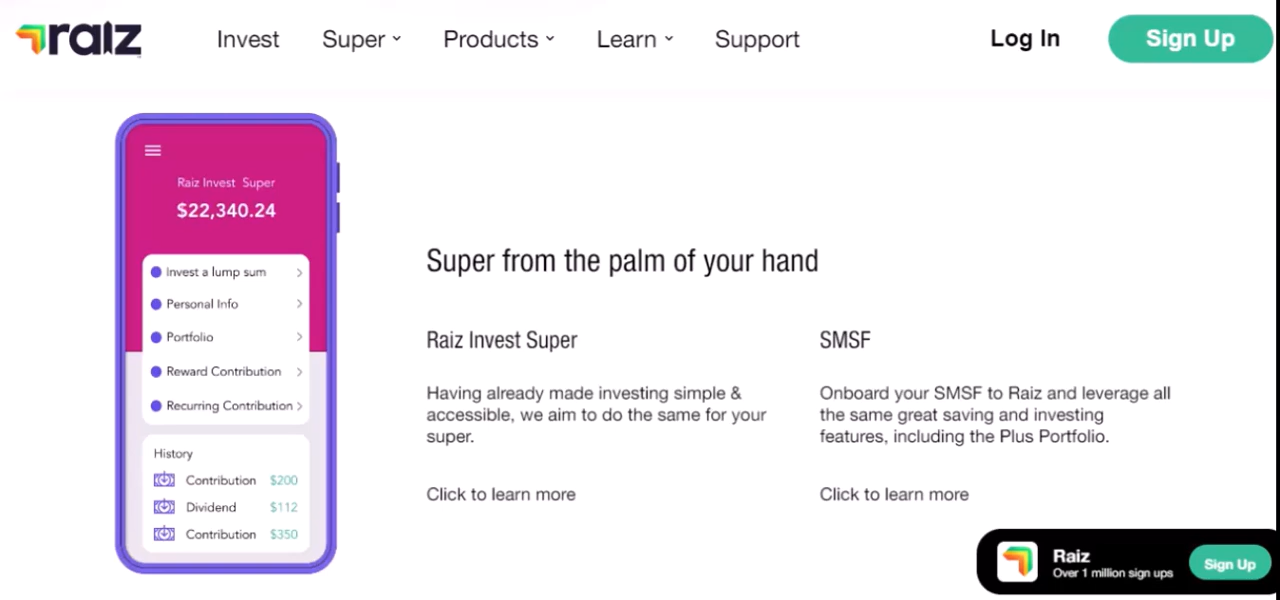 raiz
Invest
Super
Products
Learn
Support
Log In
Sign Up
Raiz Invest Super
$22,340.24
Invest a lump sum
Personal Info
Portfolio
Reward Contribution
Recurring Contribution
History
Contribution $200
Dividend $112
Contribution $350
Super from the palm of your hand
Raiz Invest Super
Having already made investing simple &
accessible, we aim to do the same for your
super.
Click to learn more
SMSF
Onboard your SMSF to Raiz and leverage all
the same great saving and investing
features, including the Plus Portfolio.
Click to learn more
Raiz
Over 1 million sign ups
Sign Up